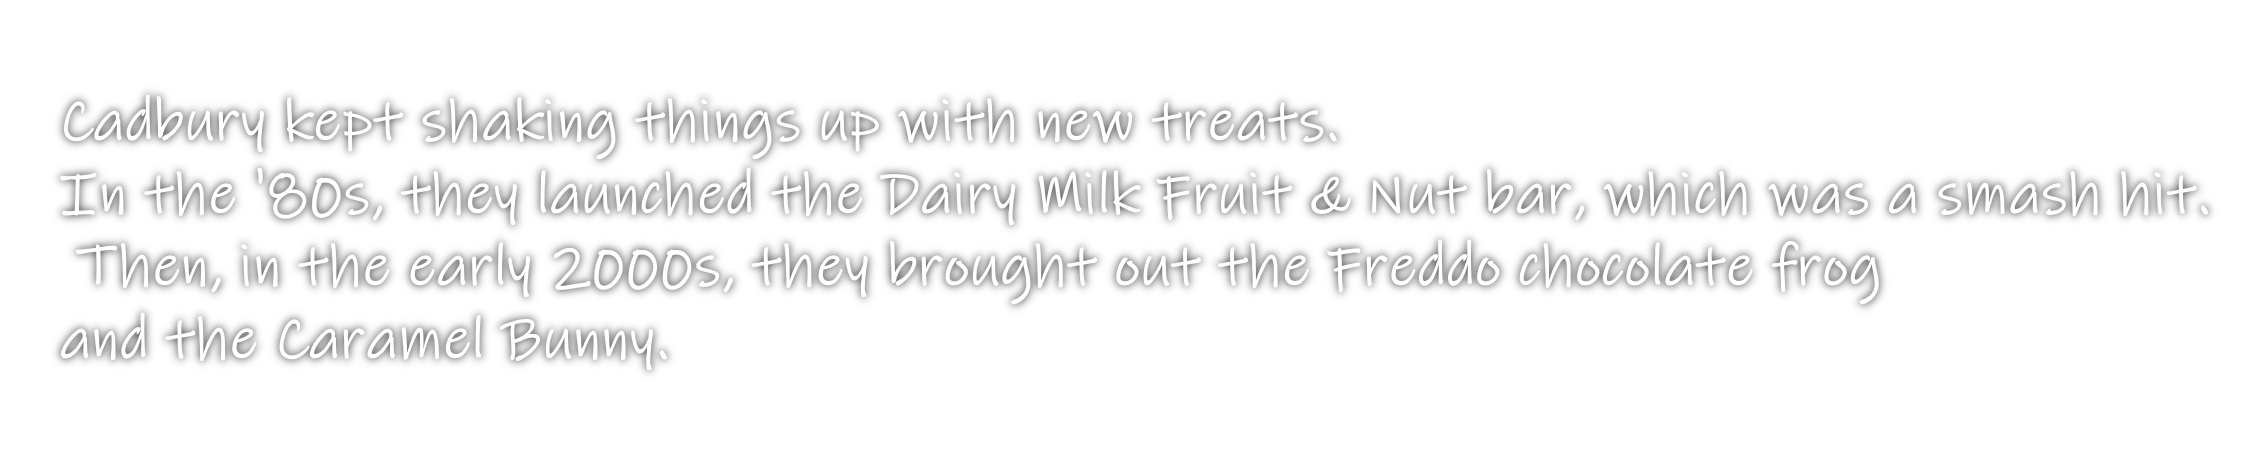 Cadbury kept shaking things up with new treats.
In the '80s, they launched the Dairy Milk Fruit & Nut bar, which was a smash hit.
Then, in the early 2000s, they brought out the Freddo chocolate frog
and the Caramel Bunny.